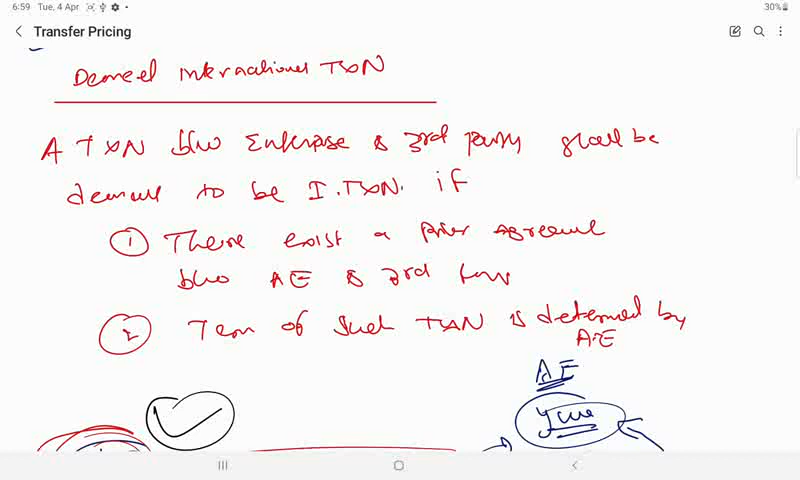 6:59 Tue, 4 Apr 30%
Transfer Pricing
Deemed International TXN
A TXN b/w Enterprise & 3rd party shall be
deemed to be I.TXN. if
① There exist a prior agreement
b/w AE & 3rd
② Term of such TXN is determined by
A.E
AE